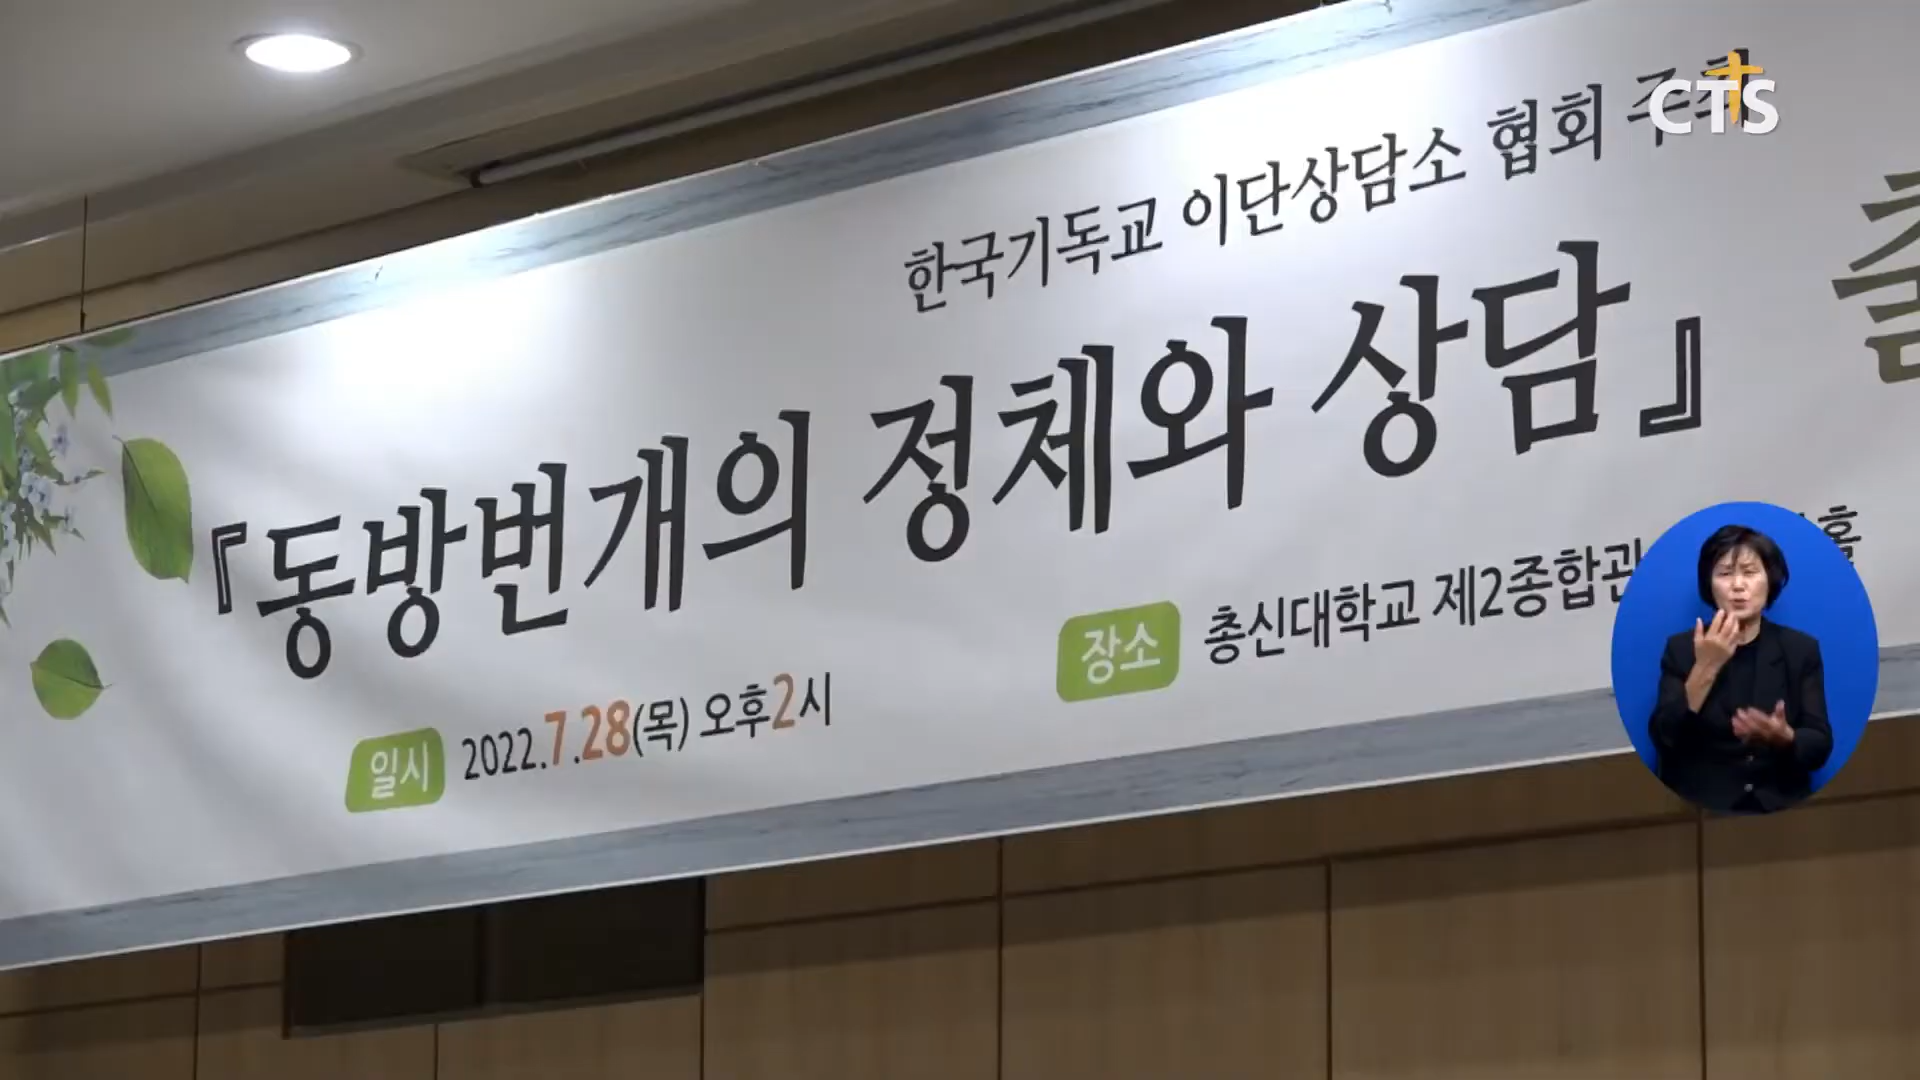 CTS
한국기독교 이단상담소 협회 주최
『동방번개의 정체와 상담』
일시 2022.7.28(목) 오후2시
장소 총신대학교 제2종합관